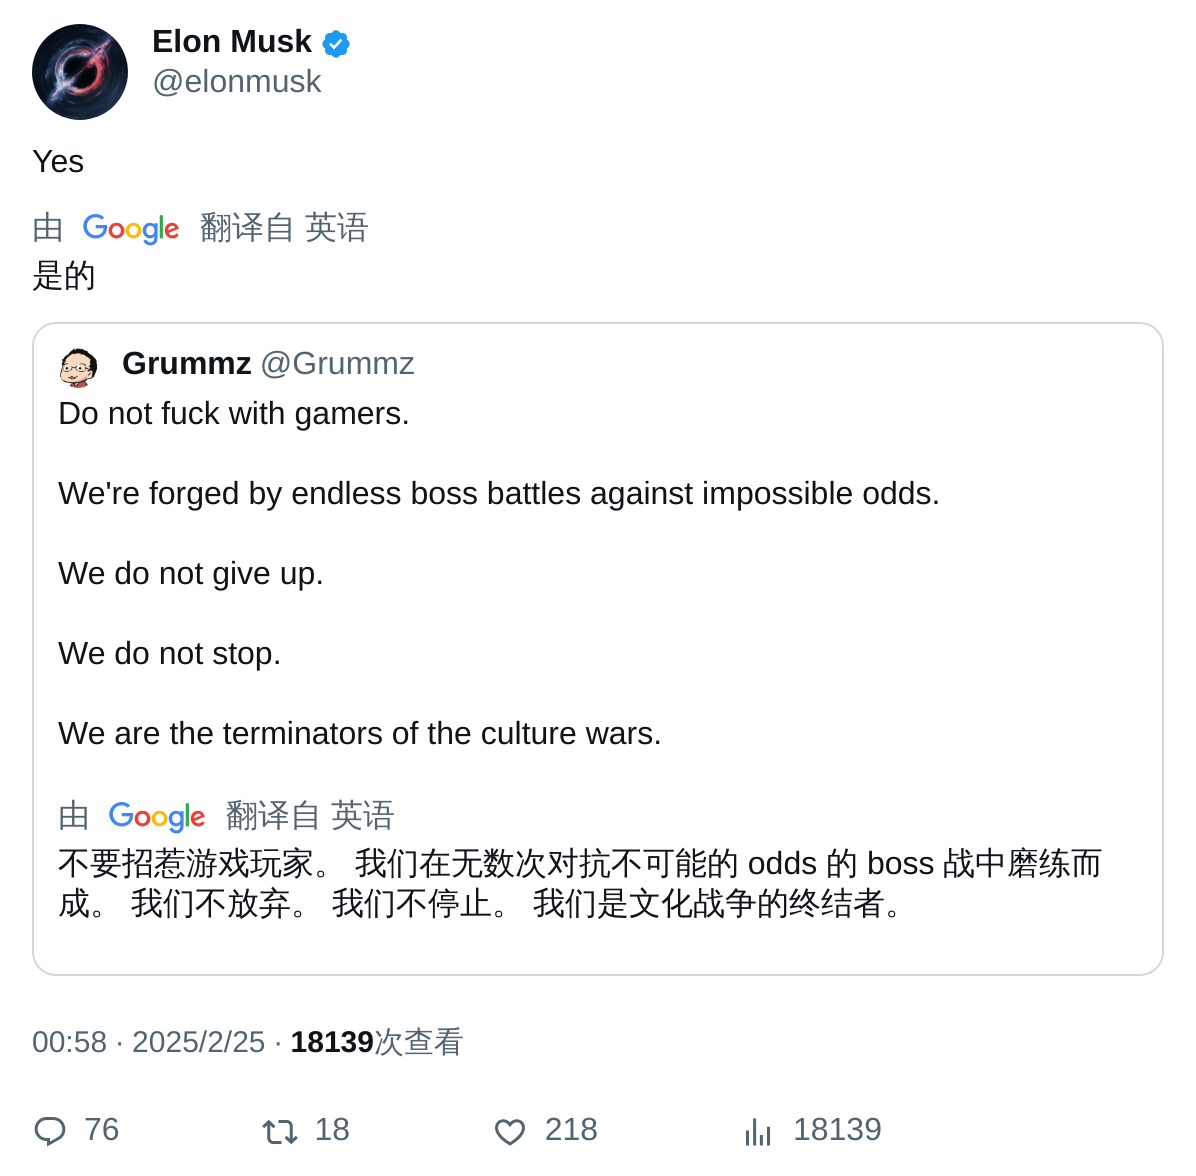 Elon Musk
@elonmusk
Yes
由 Google 翻译自 英语
是的
Grummz @Grummz
Do not fuck with gamers.
We're forged by endless boss battles against impossible odds.
We do not give up.
We do not stop.
We are the terminators of the culture wars.
由 Google 翻译自 英语
不要招惹游戏玩家。 我们在无数次对抗不可能的 odds 的 boss 战中磨练而
成。 我们不放弃。 我们不停止。 我们是文化战争的终结者。
00:58 · 2025/2/25 · 18139次查看
76 18 218 18139